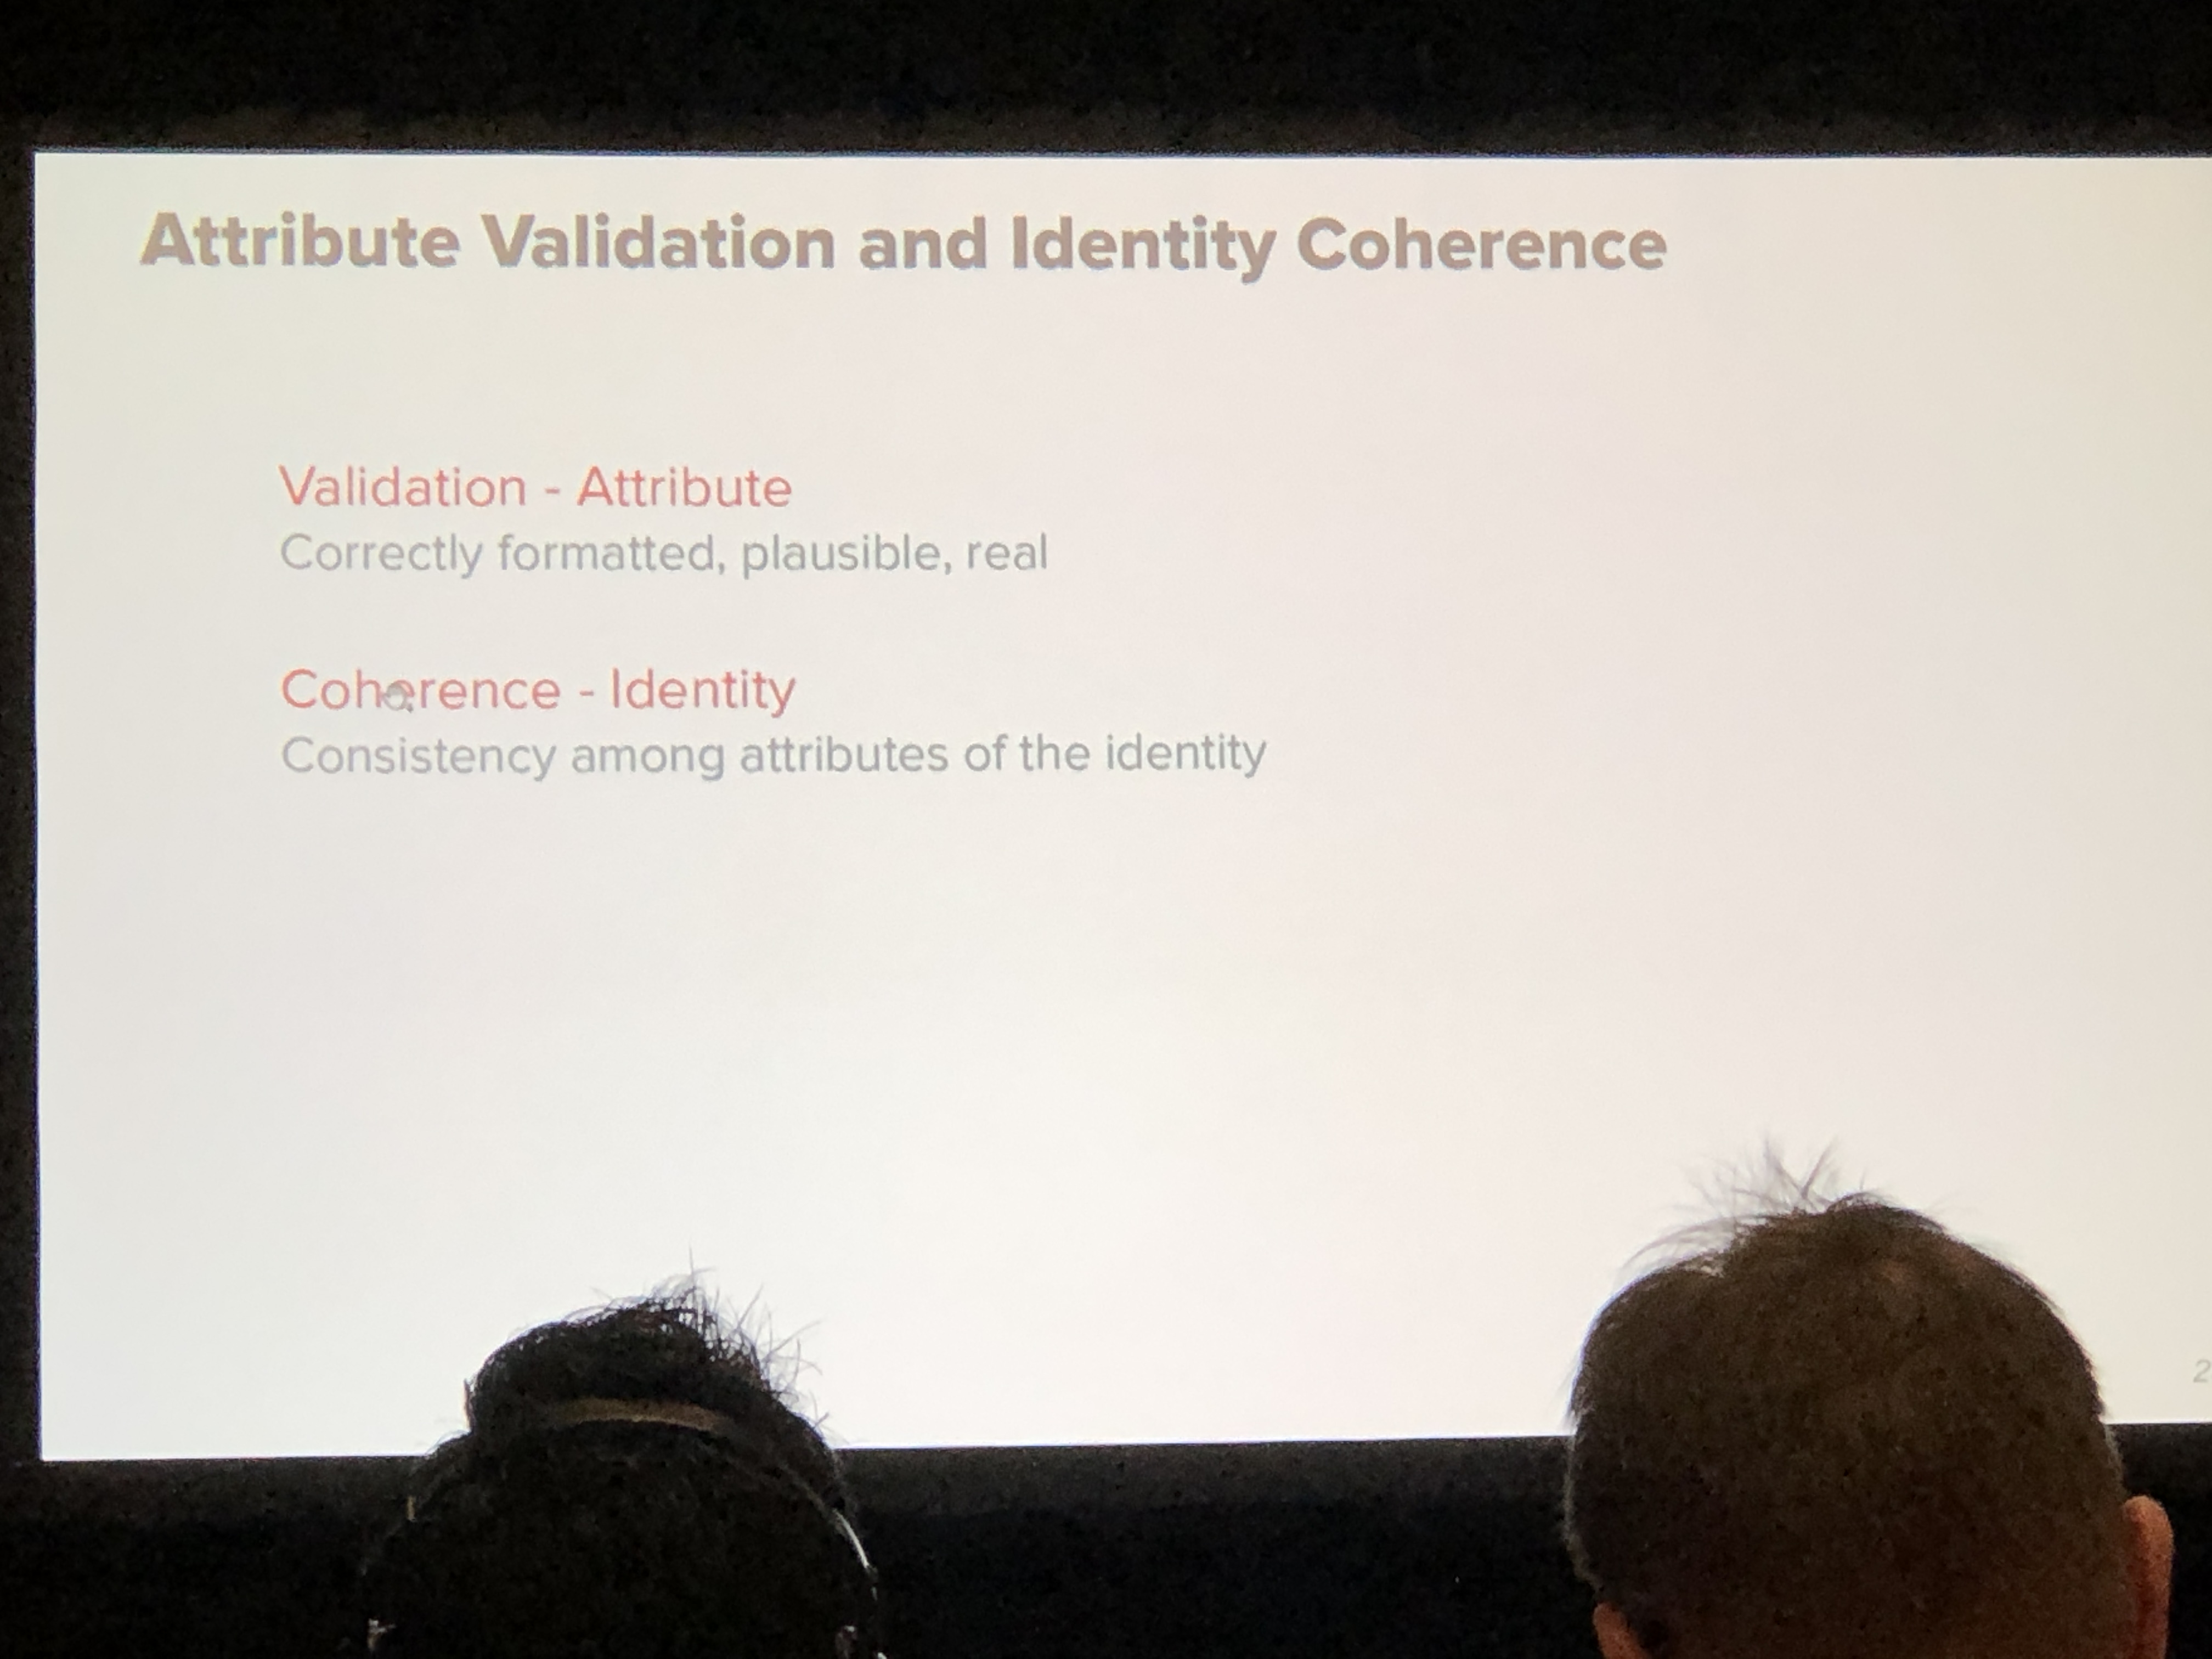 Attribute Validation and Identity Coherence
Validation - Attribute
Correctly formatted, plausible, real
Coherence - Identity
Consistency among attributes of the identity
2